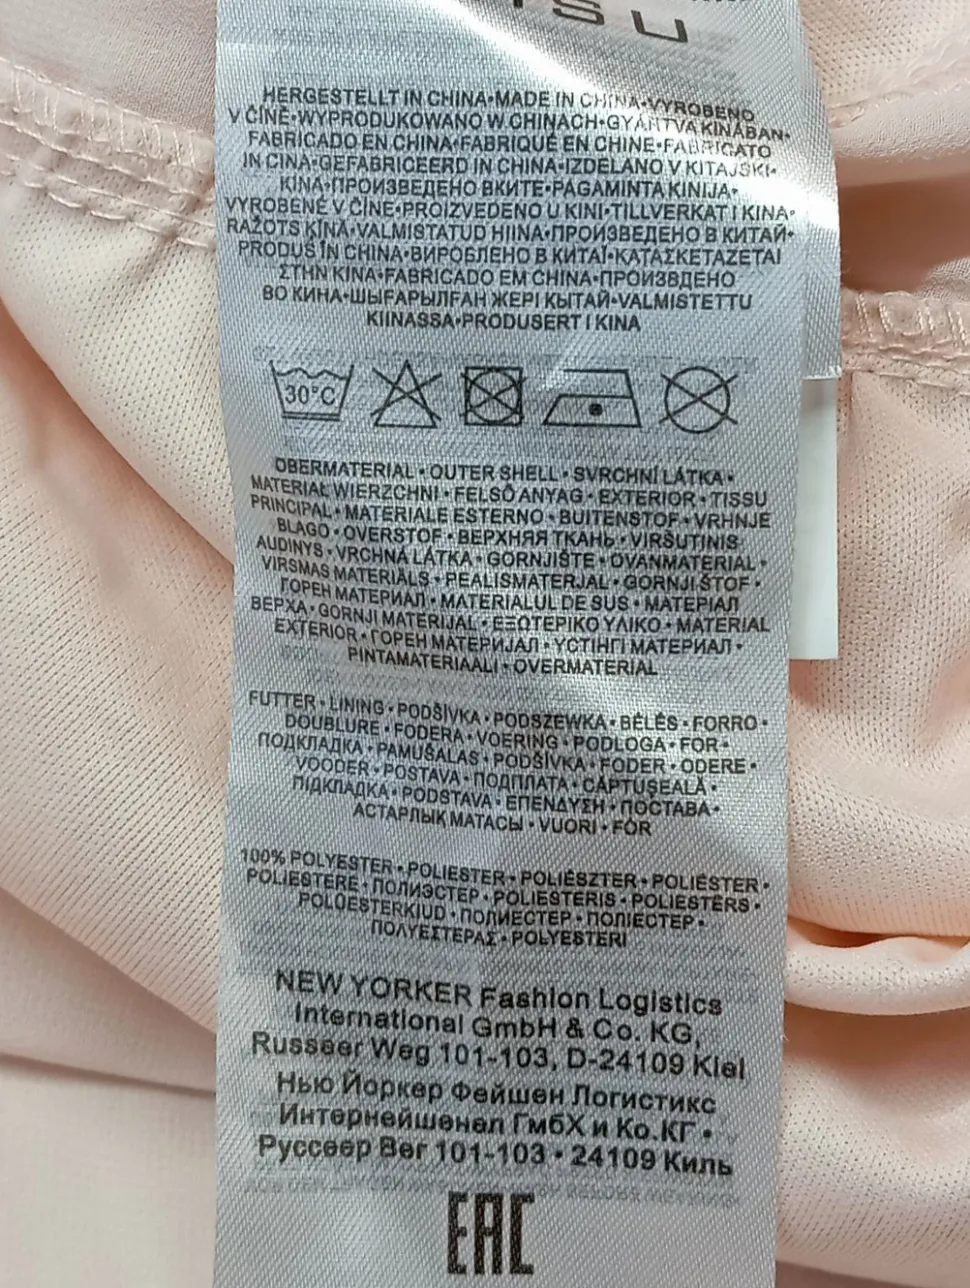 SU
HERGESTELLT IN CHINA•MADE IN CHINA•VYROBENO
V ČÍNĚ•WYPRODUKOWANO W CHINACH•GYÁRTVA KÍNÁBAN•
FABRICADO EN CHINA•FABRIQUÉ EN CHINE•FABRICATO
IN CINA•GEFABRICEERD IN CHINA•IZDELANO V KITAJSKI•
KINA•ПРОИЗВЕДЕНО ВКИТЕ•PAGAMINTA KINIJA•
VYROBENÉ V ČÍNE•PROIZVEDENO U KINI•TILLVERKAT I KINA•
RAŽOTS ĶĪNĀ•VALMISTATUD HIINA•ПРОИЗВЕДЕНО В КИТАЙ•
PRODUS ÎN CHINA•ВИРОБЛЕНО В КИТАЇ•ΚΑΤΑΣΚΕΤΑΖΕΤΑΙ
ΣΤΗΝ ΚΙΝΑ•FABRICADO EM CHINA•ПРОИЗВДЕНО
ВО КИНА•ШЫҒАРЫЛҒАН ЖЕРІ ҚЫТАЙ•VALMISTETTU
KIINASSA•PRODUSERT I KINA
30°C
OBERMATERIAL • OUTER SHELL • SVRCHNÍ LÁTKA •
MATERIAŁ WIERZCHNI • FELSŐ ANYAG • EXTERIOR • TISSU
PRINCIPAL • MATERIALE ESTERNO • BUITENSTOF • VRHNJE
BLAGO • OVERSTOF • ВЕРХНЯЯ ТКАНЬ • VIRŠUTINIS
AUDINYS • VRCHNÁ LÁTKA • GORNJIŠTE • OVANMATERIAL •
VIRSMAS MATERIĀLS • PEALISMATERJAL • GORNJI ŠTOF •
ГОРЕН МАТЕРИАЛ • MATERIALUL DE SUS • МАТЕРІАЛ
ВЕРХА • GORNJI MATERIJAL • ΕΞΩΤΕΡΙΚΟ ΥΛΙΚΟ • MATERIAL
EXTERIOR • ГОРЕН МАТЕРИЈАЛ • ҮСТІНГІ МАТЕРИАЛ •
PINTAMATERIAALI • OVERMATERIAL
FUTTER • LINING • PODŠÍVKA • PODSZEWKA • BÉLÉS • FORRO •
DOUBLURE • FODERA • VOERING • PODLOGA • FOR •
ПОДКЛАДКА • PAMUŠALAS • PODŠÍVKA • FODER • ODERE •
VOODER • POSTAVA • ПОДПЛАТА • CĂPTUŞEALĂ •
ПІДКЛАДКА • PODSTAVA • ΕΠΕΝΔΥΣΗ • ПОСТАВА •
АСТАРЛЫҚ МАТАСЫ • VUORI • FÔR
100% POLYESTER • POLIESTER • POLIÉSZTER • POLIÉSTER •
POLIESTERE • ПОЛИЭСТЕР • POLIESTERIS • POLIESTERS •
POLÜESTERKIUD • ПОЛИЕСТЕР • ПОЛІЕСТЕР •
ΠΟΛΥΕΣΤΕΡΑΣ • POLYESTERI
NEW YORKER Fashion Logistics
International GmbH & Co. KG,
Russeer Weg 101-103, D-24109 Kiel
Нью Йоркер Фейшен Логистикс
Интернейшенел ГмбХ и Ко.КГ •
Руссеер Вег 101-103 • 24109 Киль
EAC